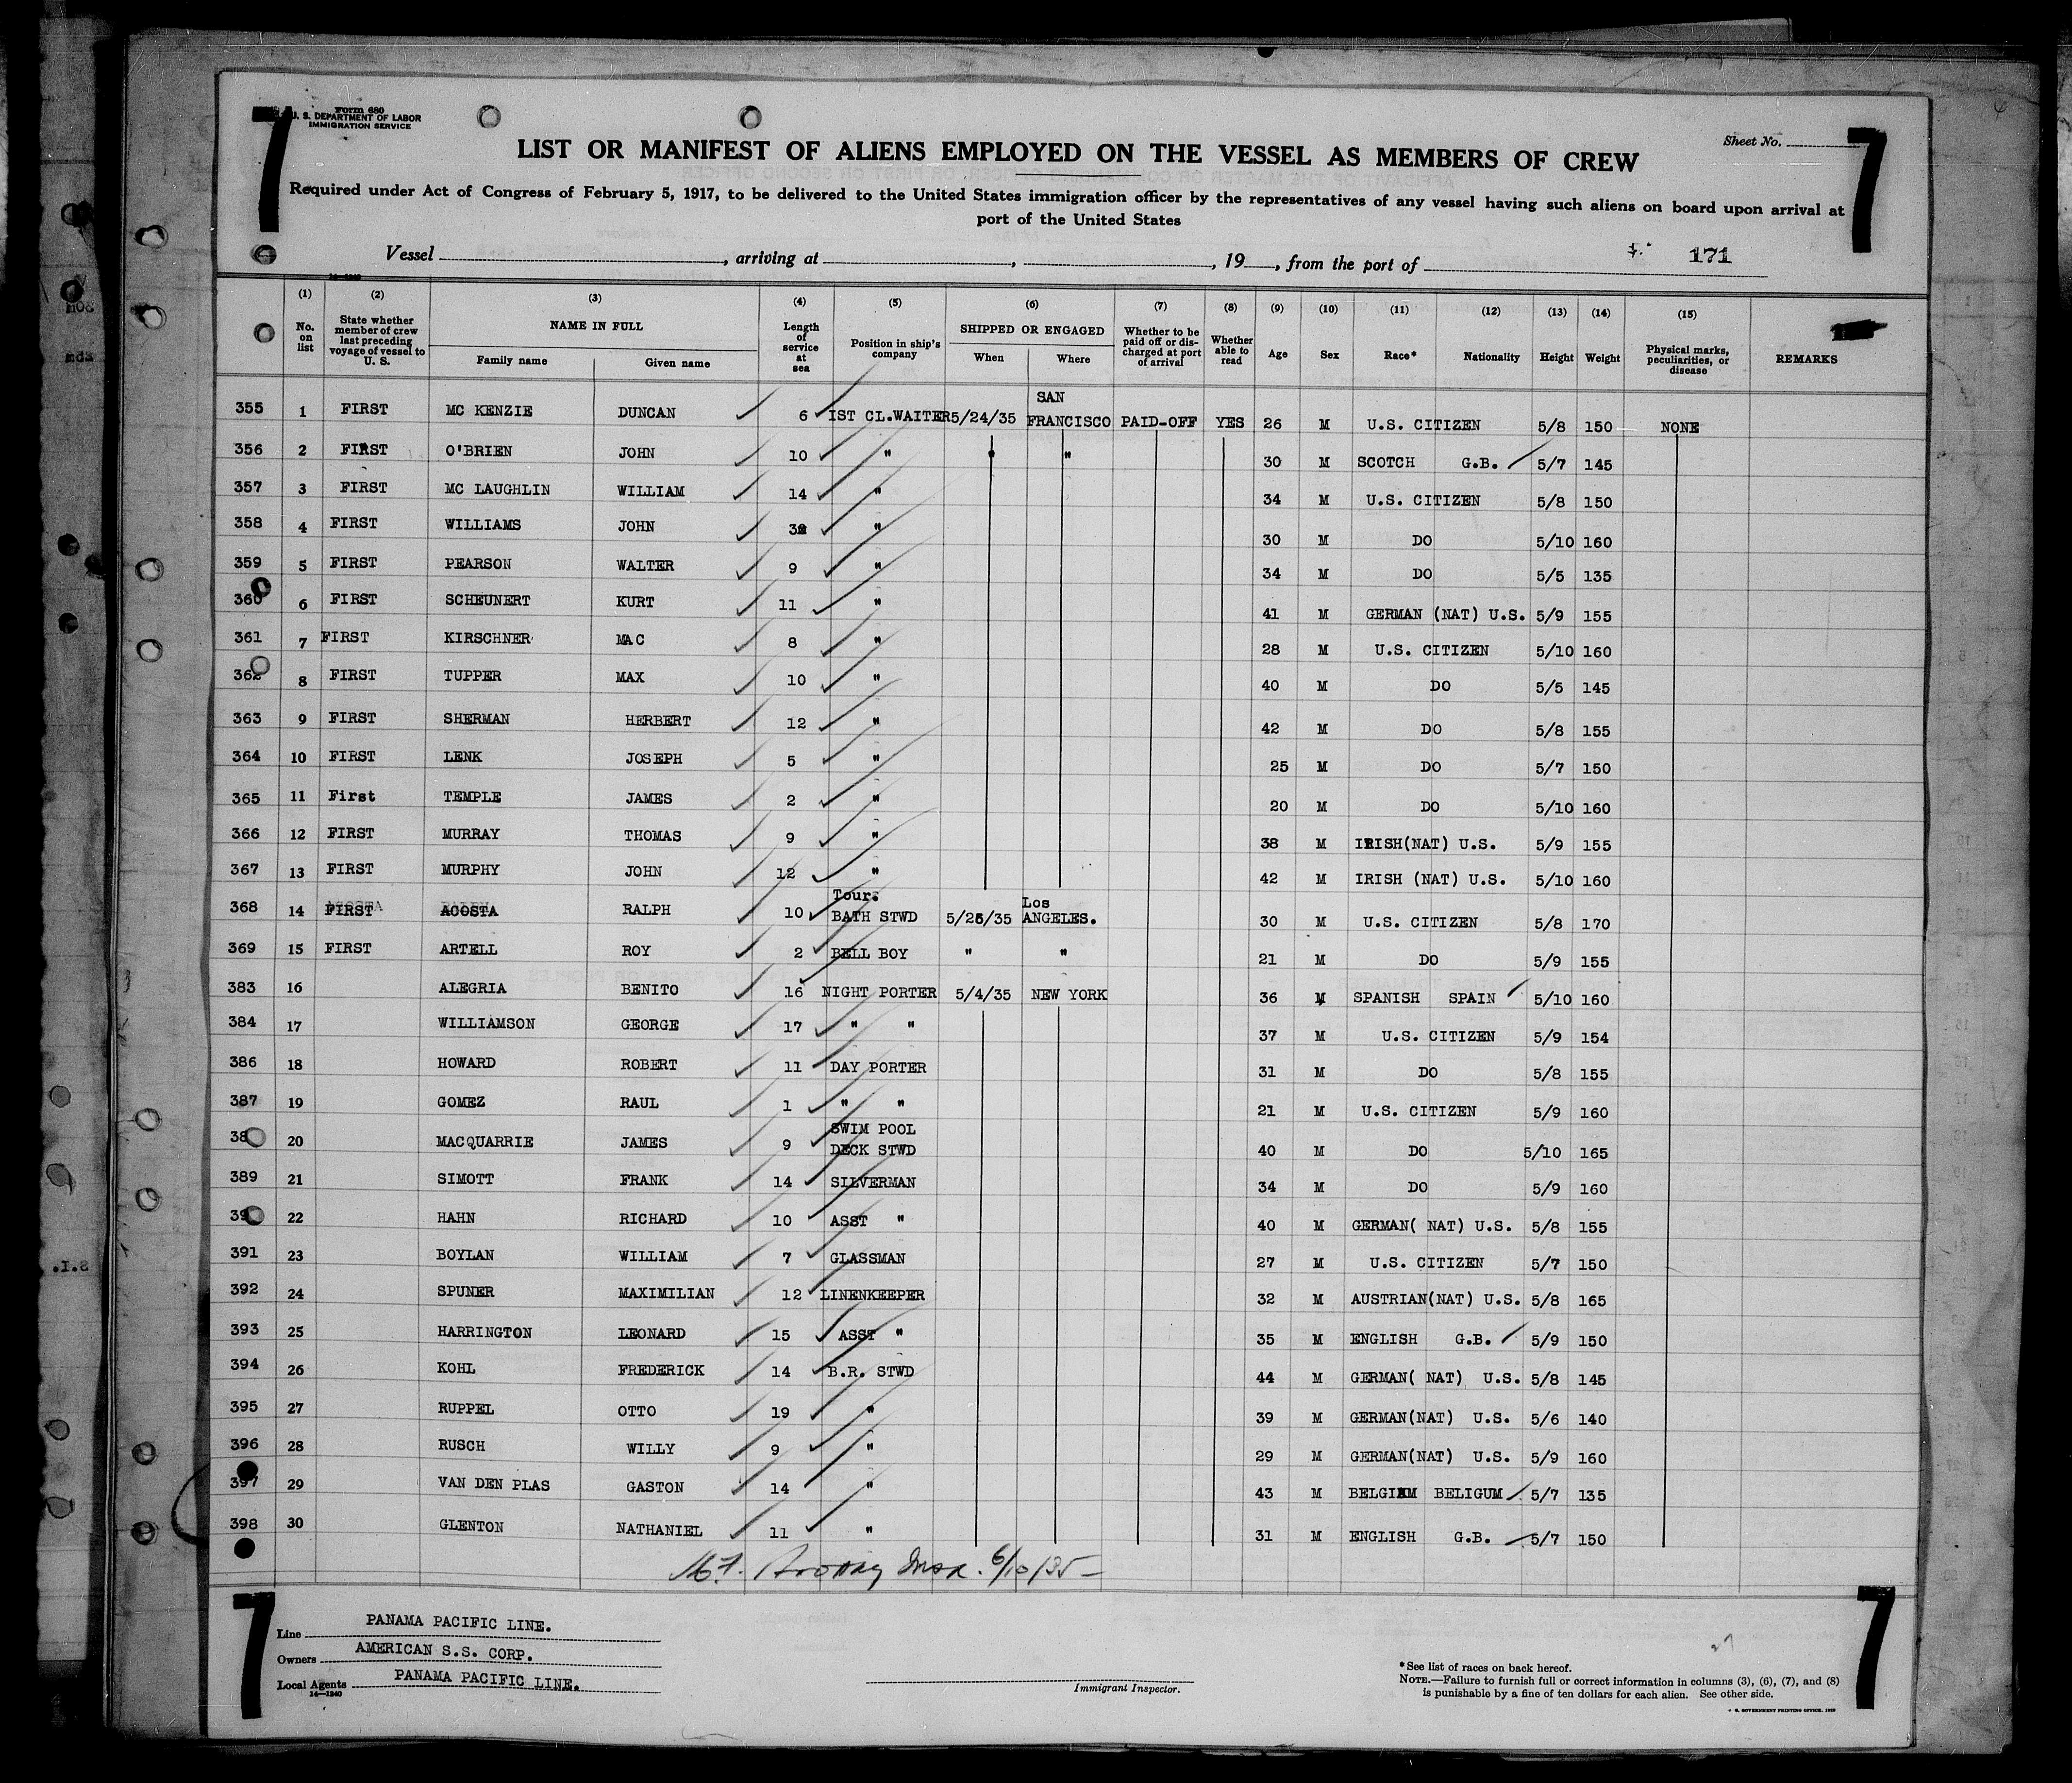 Form 680
U. S. DEPARTMENT OF LABOR
IMMIGRATION SERVICE
7 7
Sheet No.
LIST OR MANIFEST OF ALIENS EMPLOYED ON THE VESSEL AS MEMBERS OF CREW
Required under Act of Congress of February 5, 1917, to be delivered to the United States immigration officer by the representatives of any vessel having such aliens on board upon arrival at
port of the United States
Vessel , arriving at , , 19 , from the port of 171
(1) (2) (3) (4) (5) (6) (7) (8) (9) (10) (11) (12) (13) (14) (15)
No. on list State whether member of crew last preceding voyage of vessel to U. S. NAME IN FULL Family name Given name Length of service at sea Position in ship's company SHIPPED OR ENGAGED When Where Whether to be paid off or discharged at port of arrival Whether able to read Age Sex Race* Nationality Height Weight Physical marks, peculiarities, or disease REMARKS
355 1 FIRST MC KENZIE DUNCAN 6 IST CL.WAITER 5/24/35 SAN FRANCISCO PAID-OFF YES 26 M U.S. CITIZEN 5/8 150 NONE
356 2 FIRST O'BRIEN JOHN 10 " " " 30 M SCOTCH G.B. 5/7 145
357 3 FIRST MC LAUGHLIN WILLIAM 14 " 34 M U.S. CITIZEN 5/8 150
358 4 FIRST WILLIAMS JOHN " 30 M DO 5/10 160
359 5 FIRST PEARSON WALTER 9 " 34 M DO 5/5 135
360 6 FIRST SCHEUNERT KURT 11 " 41 M GERMAN (NAT) U.S. 5/9 155
361 7 FIRST KIRSCHNER MAC 8 " 28 M U.S. CITIZEN 5/10 160
362 8 FIRST TUPPER MAX 10 " 40 M DO 5/5 145
363 9 FIRST SHERMAN HERBERT 12 " 42 M DO 5/8 155
364 10 FIRST LENK JOSEPH 5 " 25 M DO 5/7 150
365 11 First TEMPLE JAMES 2 " 20 M DO 5/10 160
366 12 FIRST MURRAY THOMAS 9 " 38 M IRISH(NAT) U.S. 5/9 155
367 13 FIRST MURPHY JOHN 12 " 42 M IRISH (NAT) U.S. 5/10 160
368 14 FIRST ACOSTA RALPH 10 Tour. BATH STWD 5/26/35 Los ANGELES. 30 M U.S. CITIZEN 5/8 170
369 15 FIRST ARTELL ROY 2 BELL BOY " " 21 M DO 5/9 155
383 16 ALEGRIA BENITO 16 NIGHT PORTER 5/4/35 NEW YORK 36 M SPANISH SPAIN 5/10 160
384 17 WILLIAMSON GEORGE 17 " " 37 M U.S. CITIZEN 5/9 154
386 18 HOWARD ROBERT 11 DAY PORTER 31 M DO 5/8 155
387 19 GOMEZ RAUL 1 " " 21 M U.S. CITIZEN 5/9 160
20 MACQUARRIE JAMES 9 SWIM POOL DECK STWD 40 M DO 5/10 165
389 21 SIMOTT FRANK 14 SILVERMAN 34 M DO 5/9 160
22 HAHN RICHARD 10 ASST " 40 M GERMAN( NAT) U.S. 5/8 155
391 23 BOYLAN WILLIAM 7 GLASSMAN 27 M U.S. CITIZEN 5/7 150
392 24 SPUNER MAXIMILIAN 12 LINENKEEPER 32 M AUSTRIAN(NAT) U.S. 5/8 165
393 25 HARRINGTON LEONARD 15 ASST " 35 M ENGLISH G.B. 5/9 150
394 26 KOHL FREDERICK 14 B.R. STWD 44 M GERMAN( NAT) U.S. 5/8 145
395 27 RUPPEL OTTO 19 " 39 M GERMAN(NAT) U.S. 5/6 140
396 28 RUSCH WILLY 9 " 29 M GERMAN(NAT) U.S. 5/9 160
397 29 VAN DEN PLAS GASTON 14 " 43 M BELIGUM 5/7 135
398 30 GLENTON NATHANIEL 11 " 31 M ENGLISH G.B. 5/7 150
6/10/35
7 7
Line PANAMA PACIFIC LINE.
Owners AMERICAN S.S. CORP.
Local Agents PANAMA PACIFIC LINE.
14—1240
Immigrant Inspector.
*See list of races on back hereof.
NOTE.—Failure to furnish full or correct information in columns (3), (6), (7), and (8)
is punishable by a fine of ten dollars for each alien. See other side.